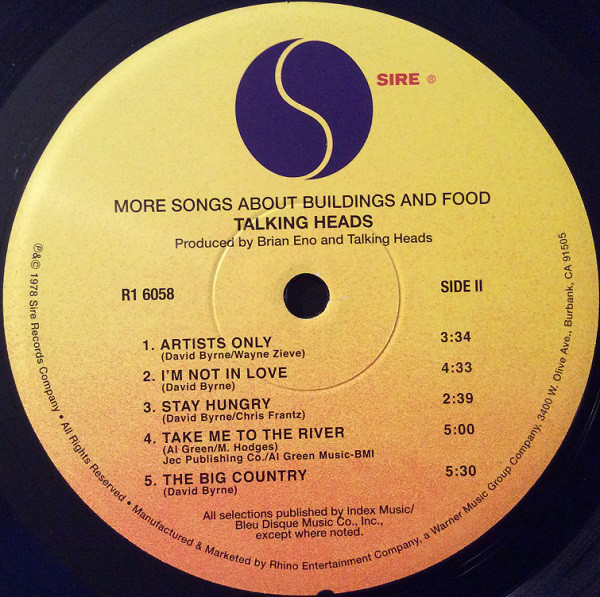 SIRE ®
MORE SONGS ABOUT BUILDINGS AND FOOD
TALKING HEADS
Produced by Brian Eno and Talking Heads
R1 6058
SIDE II
1. ARTISTS ONLY 3:34
(David Byrne/Wayne Zieve)
2. I'M NOT IN LOVE 4:33
(David Byrne)
3. STAY HUNGRY 2:39
(David Byrne/Chris Frantz)
4. TAKE ME TO THE RIVER 5:00
(Al Green/M. Hodges)
Jec Publishing Co./Al Green Music-BMI
5. THE BIG COUNTRY 5:30
(David Byrne)
All selections published by Index Music/
Bleu Disque Music Co., Inc.,
except where noted.
℗&© 1978 Sire Records Company • All Rights Reserved • Manufactured & Marketed by Rhino Entertainment Company, a Warner Music Group Company, 3400 W. Olive Ave., Burbank, CA 91505